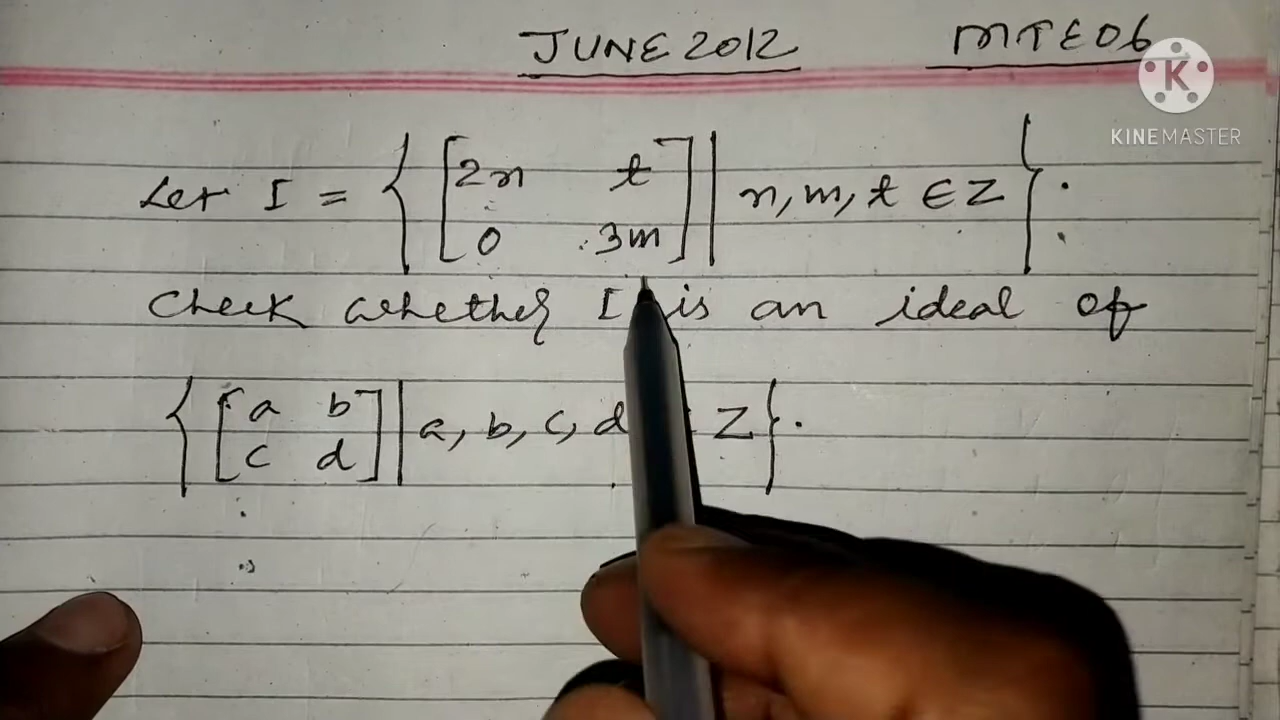 JUNE 2012 MTE06
K
KINEMASTER
Let I = { [ 2n t ] | n, m, t ∈ Z }.
[ 0 3m ]
Check whether I is an ideal of
{ [ a b ] | a, b, c, d Z }.
[ c d ]